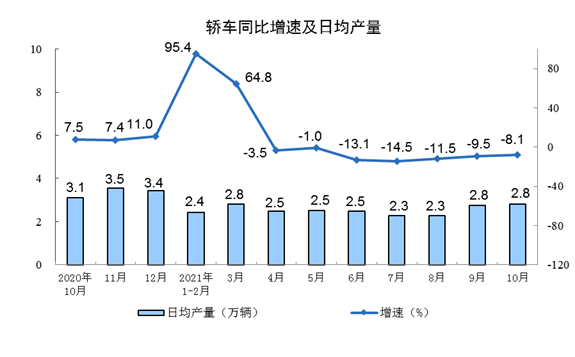 轿车同比增速及日均产量
10
8
6
4
2
0
80
40
0
-40
-80
-120
7.5
7.4
11.0
95.4
64.8
-3.5
-1.0
-13.1
-14.5
-11.5
-9.5
-8.1
3.1
3.5
3.4
2.4
2.8
2.5
2.5
2.5
2.3
2.3
2.8
2.8
2020年
10月
11月
12月
2021年
1-2月
3月
4月
5月
6月
7月
8月
9月
10月
日均产量（万辆）
增速（%）